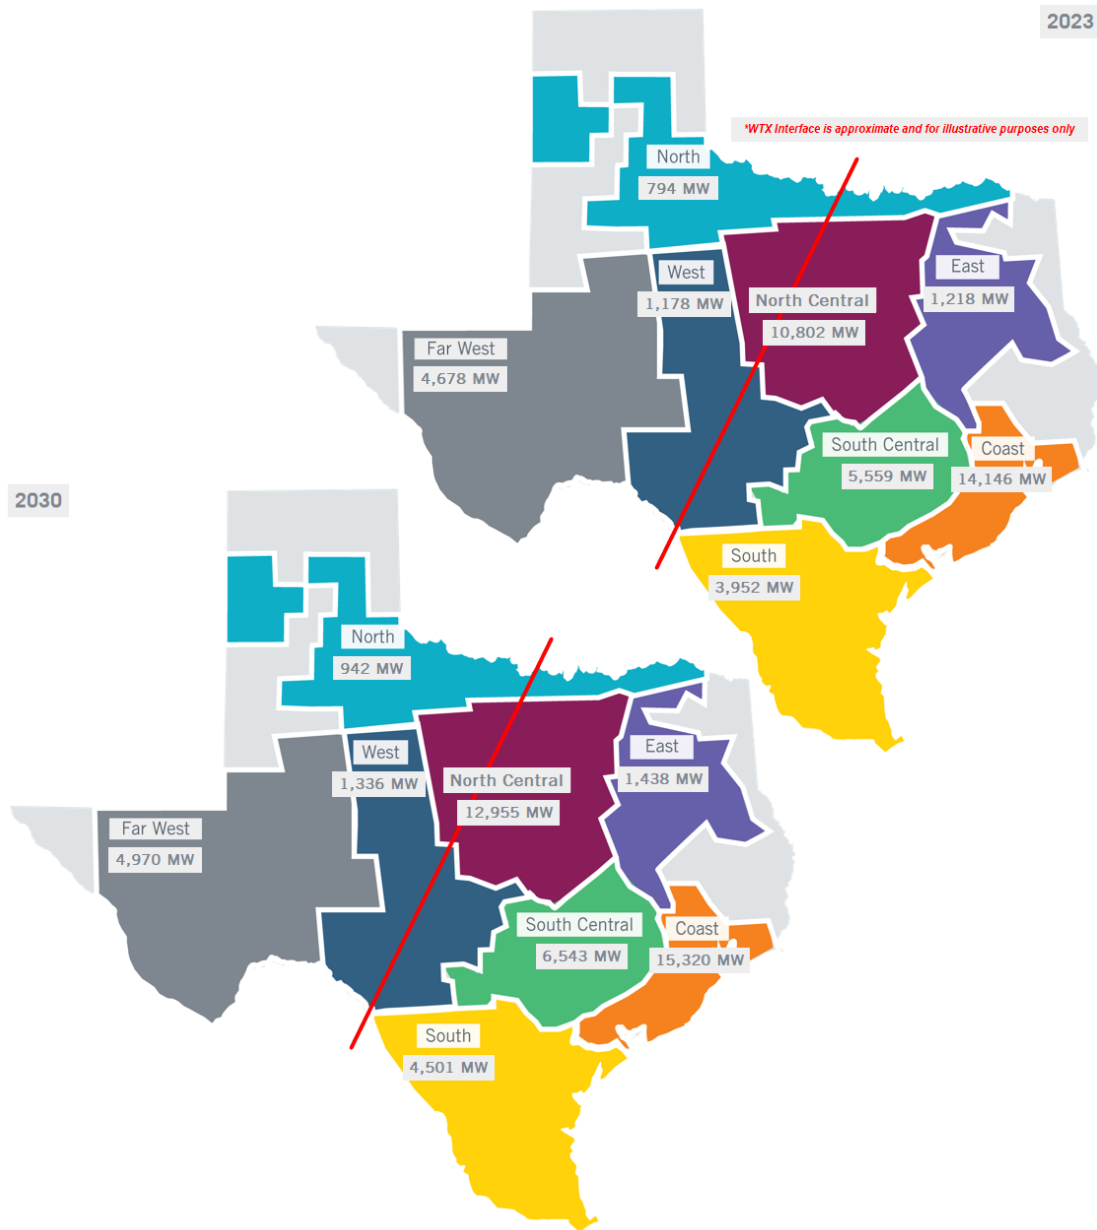 2023
*WTX Interface is approximate and for illustrative purposes only
North
794 MW
West
1,178 MW
North Central
10,802 MW
East
1,218 MW
Far West
4,678 MW
South Central
5,559 MW
Coast
14,146 MW
South
3,952 MW
2030
North
942 MW
West
1,336 MW
North Central
12,955 MW
East
1,438 MW
Far West
4,970 MW
South Central
6,543 MW
Coast
15,320 MW
South
4,501 MW